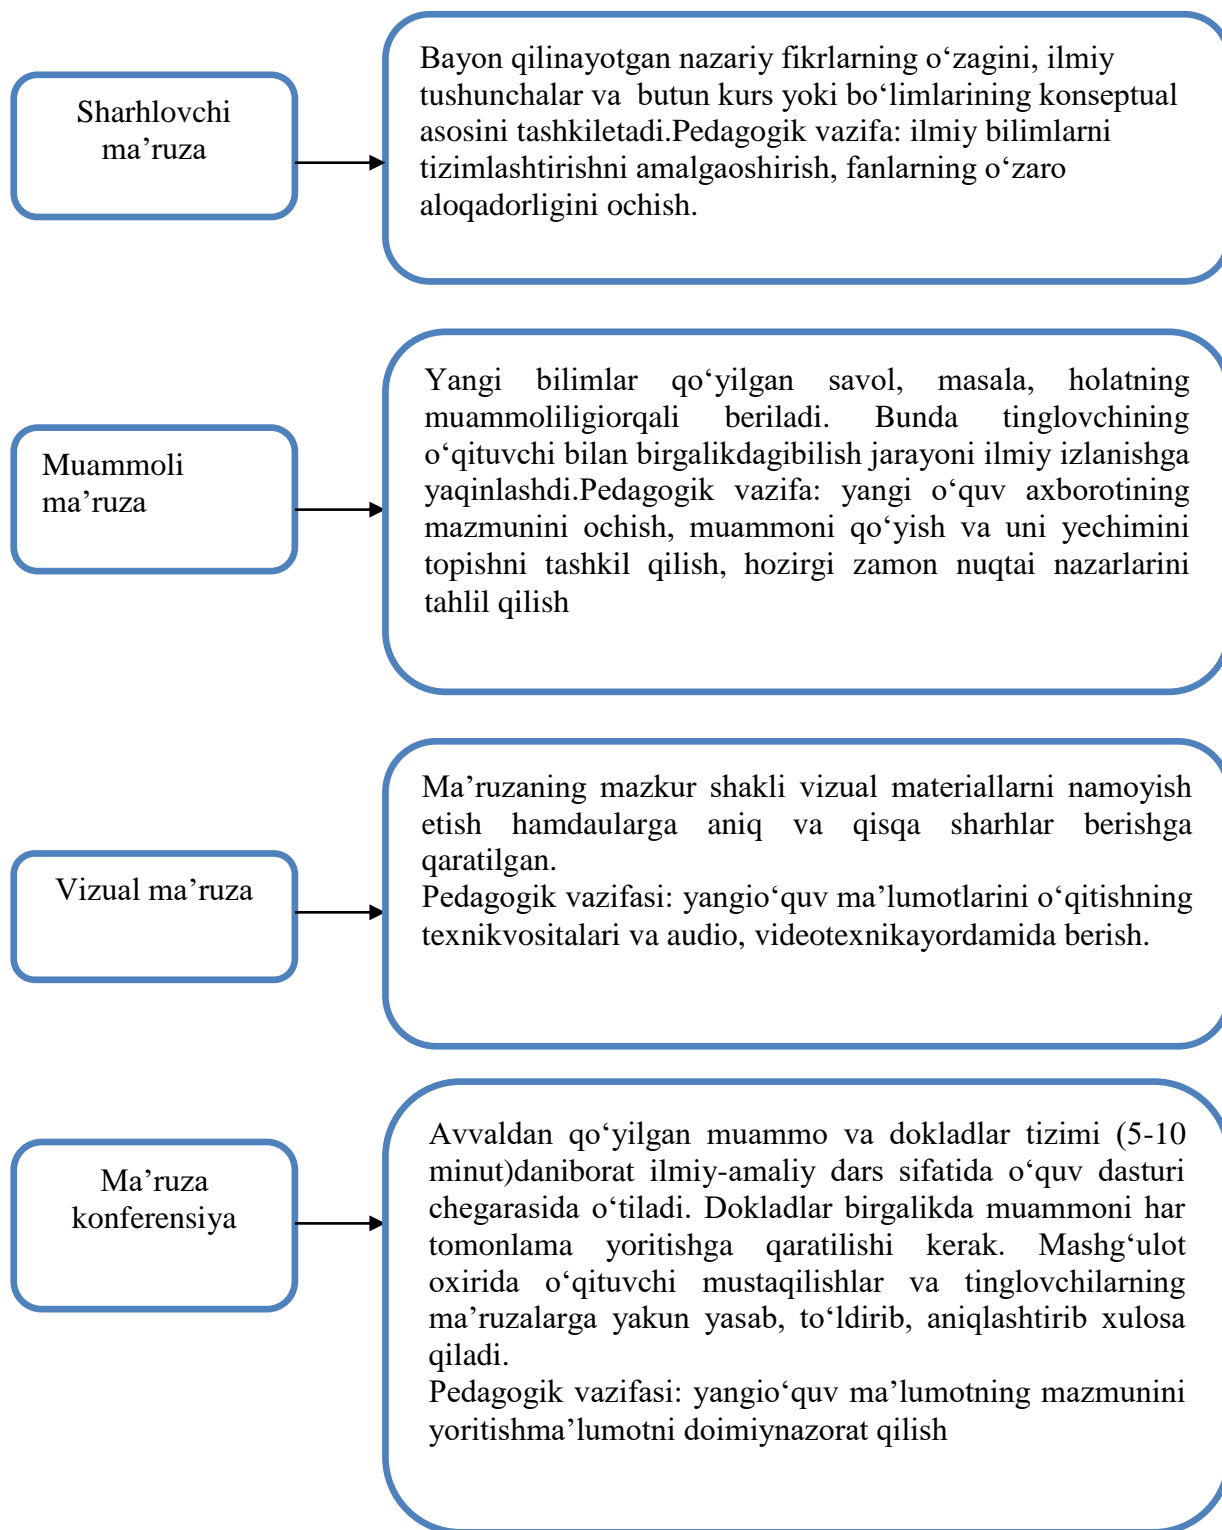 Sharhlovchi
ma’ruza
Bayon qilinayotgan nazariy fikrlarning o‘zagini, ilmiy
tushunchalar va  butun kurs yoki bo‘limlarining konseptual
asosini tashkiletadi.Pedagogik vazifa: ilmiy bilimlarni
tizimlashtirishni amalgaoshirish, fanlarning o‘zaro
aloqadorligini ochish.
Muammoli
ma’ruza
Yangi bilimlar qo‘yilgan savol, masala, holatning
muammoliligiorqali beriladi. Bunda tinglovchining
o‘qituvchi bilan birgalikdagibilish jarayoni ilmiy izlanishga
yaqinlashdi.Pedagogik vazifa: yangi o‘quv axborotining
mazmunini ochish, muammoni qo‘yish va uni yechimini
topishni tashkil qilish, hozirgi zamon nuqtai nazarlarini
tahlil qilish
Vizual ma’ruza
Ma’ruzaning mazkur shakli vizual materiallarni namoyish
etish hamdaularga aniq va qisqa sharhlar berishga
qaratilgan.
Pedagogik vazifasi: yangio‘quv ma’lumotlarini o‘qitishning
texnikvositalari va audio, videotexnikayordamida berish.
Ma’ruza
konferensiya
Avvaldan qo‘yilgan muammo va dokladlar tizimi (5-10
minut)daniborat ilmiy-amaliy dars sifatida o‘quv dasturi
chegarasida o‘tiladi. Dokladlar birgalikda muammoni har
tomonlama yoritishga qaratilishi kerak. Mashg‘ulot
oxirida o‘qituvchi mustaqilishlar va tinglovchilarning
ma’ruzalarga yakun yasab, to‘ldirib, aniqlashtirib xulosa
qiladi.
Pedagogik vazifasi: yangio‘quv ma’lumotning mazmunini
yoritishma’lumotni doimiynazorat qilish